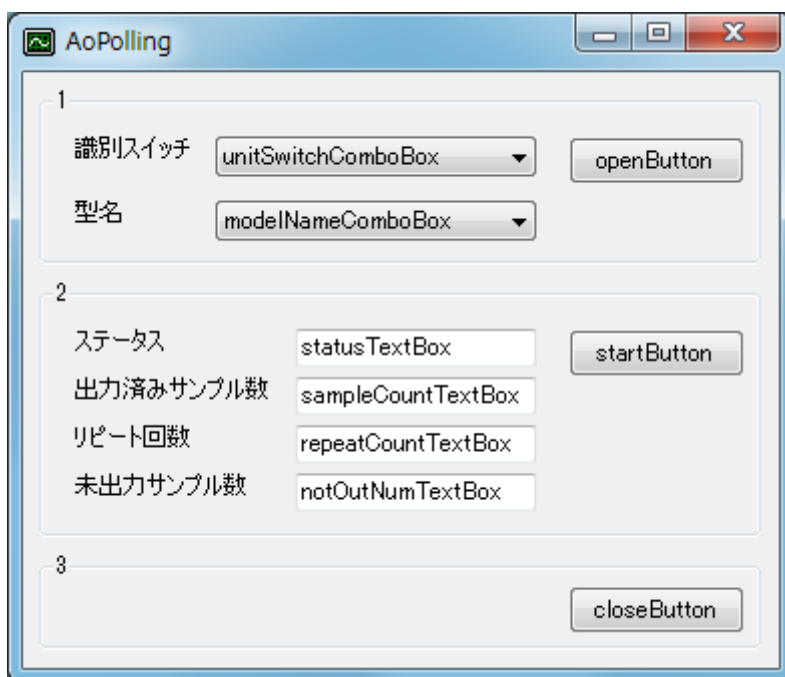 AoPolling
1
識別スイッチ
unitSwitchComboBox
openButton
型名
modelNameComboBox
2
ステータス
statusTextBox
startButton
出力済みサンプル数
sampleCountTextBox
リピート回数
repeatCountTextBox
未出力サンプル数
notOutNumTextBox
3
closeButton